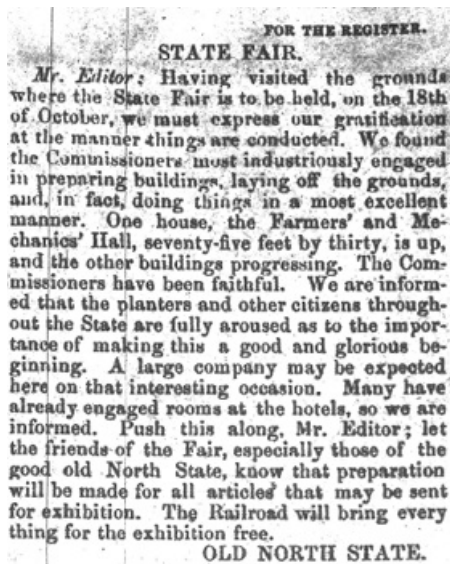 FOR THE REGISTER.
STATE FAIR.
Mr. Editor: Having visited the grounds
where the State Fair is to be held, on the 18th
of October, we must express our gratification
at the manner things are conducted. We found
the Commissioners most industriously engaged
in preparing buildings, laying off the grounds,
and, in fact, doing things in a most excellent
manner. One house, the Farmers' and Me-
chanics' Hall, seventy-five feet by thirty, is up,
and the other buildings progressing. The Com-
missioners have been faithful. We are inform-
ed that the planters and other citizens through-
out the State are fully aroused as to the impor-
tance of making this a good and glorious be-
ginning. A large company may be expected
here on that interesting occasion. Many have
already engaged rooms at the hotels, so we are
informed. Push this along, Mr. Editor; let
the friends of the Fair, especially those of the
good old North State, know that preparation
will be made for all articles that may be sent
for exhibition. The Railroad will bring every
thing for the exhibition free.
OLD NORTH STATE.